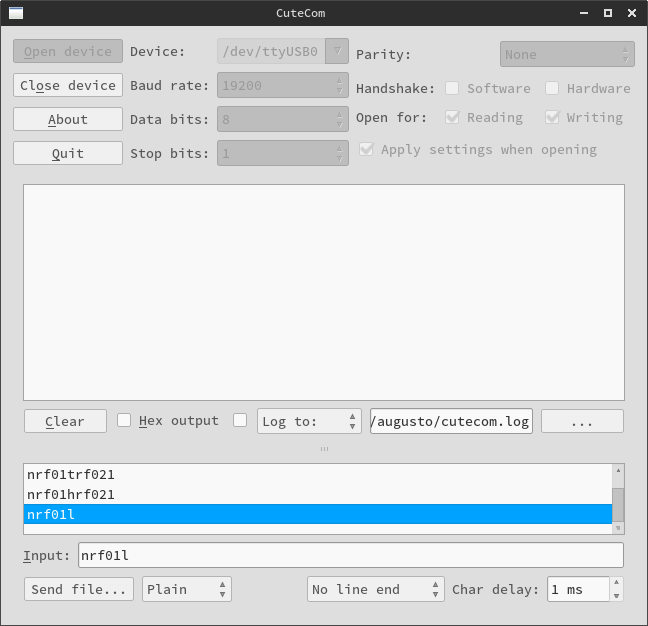 CuteCom
Open device Device: /dev/ttyUSB0 Parity: None
Close device Baud rate: 19200 Handshake: Software Hardware
About Data bits: 8 Open for: Reading Writing
Quit Stop bits: 1 Apply settings when opening
Clear Hex output Log to: /augusto/cutecom.log ...
nrf01trf021
nrf01hrf021
nrf01l
Input: nrf01l
Send file... Plain No line end Char delay: 1 ms